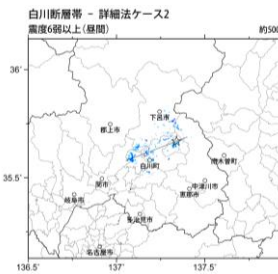 白川断層帯 - 詳細法ケース2
震度6弱以上(昼間)
約500
36°
下呂市
郡上市
白川町
南木曽町
35.5°
関市
中津川市
恵那市
岐阜市
多治見市
名古屋市
136.5°
137°
137.5°